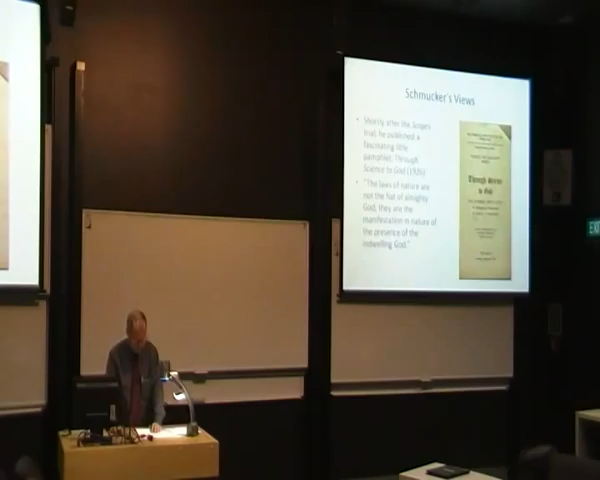 Schmucker's Views
• Shortly after the Scopes
trial, he published a
fascinating little
pamphlet, Through
Science to God (1926)
• "The laws of nature are
not the fiat of almighty
God, they are the
manifestation in nature of
the presence of the
indwelling God."
Through Science
to God
EXIT